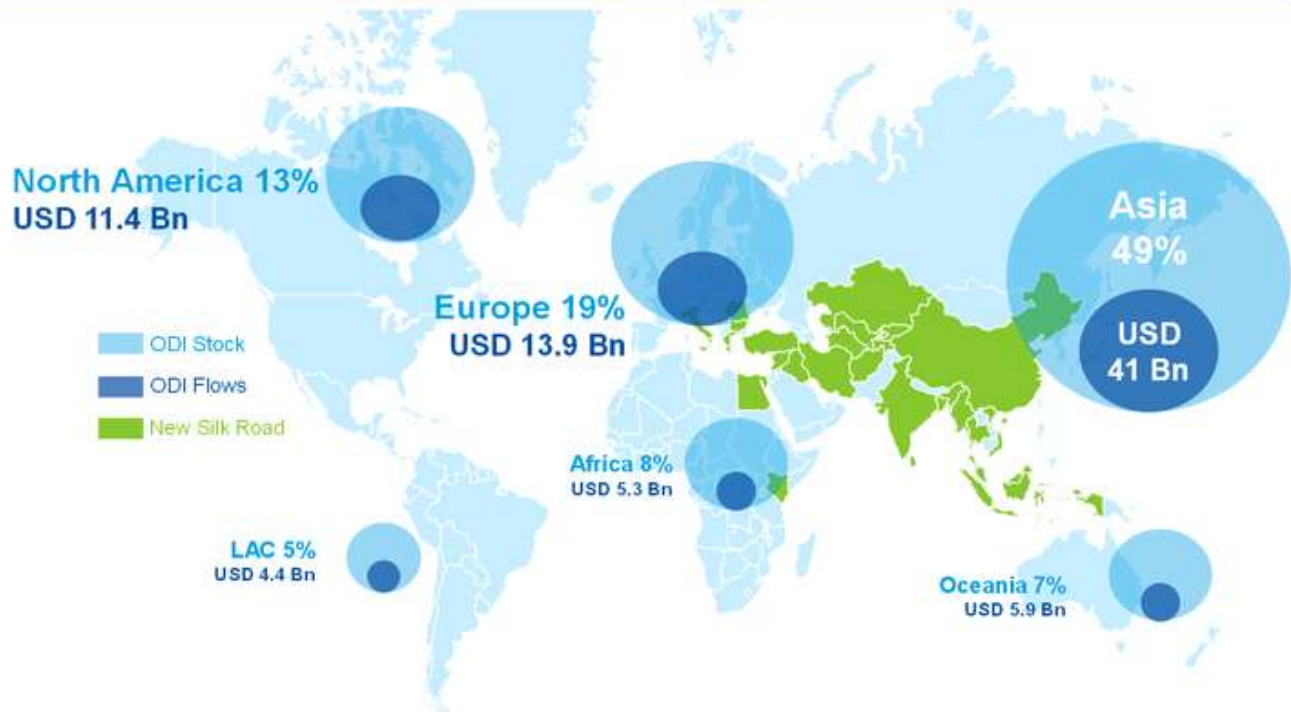 North America 13%
USD 11.4 Bn
Asia
49%
USD
41 Bn
Europe 19%
USD 13.9 Bn
ODI Stock
ODI Flows
New Silk Road
Africa 8%
USD 5.3 Bn
LAC 5%
USD 4.4 Bn
Oceania 7%
USD 5.9 Bn